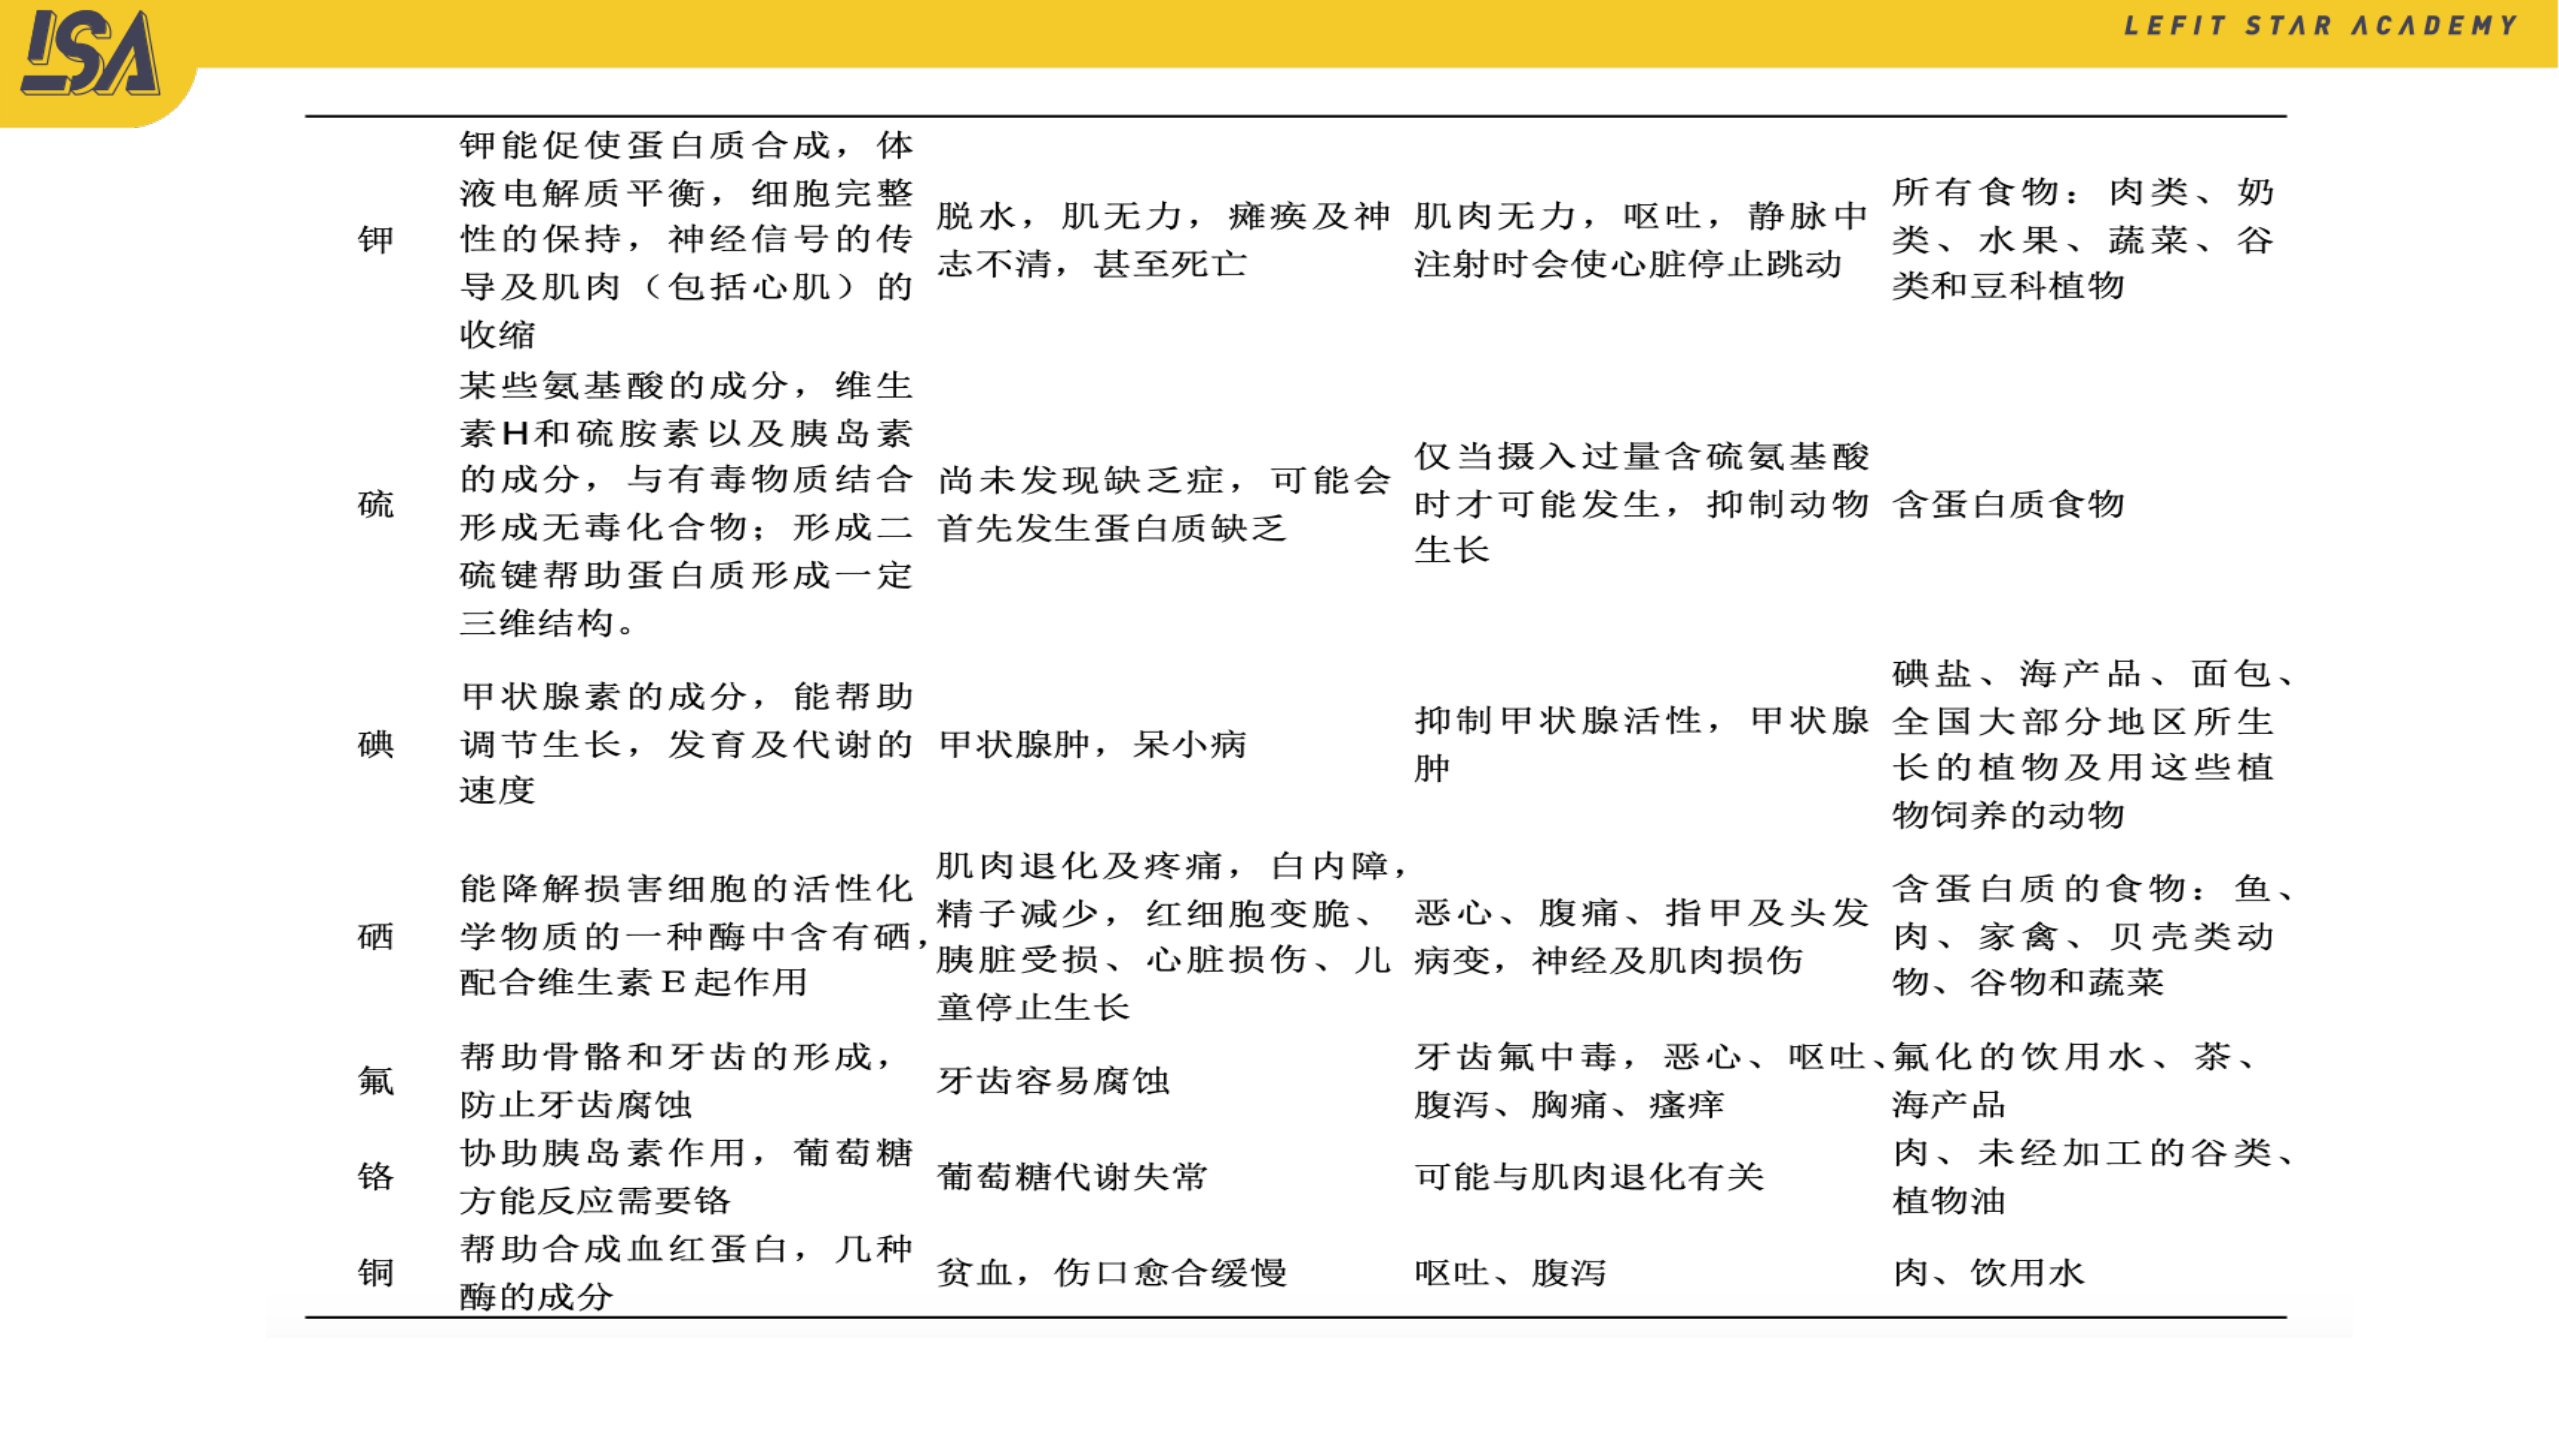 LSA
LEFIT STAR ACADEMY
钾
钾能促使蛋白质合成，体
液电解质平衡，细胞完整
性的保持，神经信号的传
导及肌肉（包括心肌）的
收缩
脱水，肌无力，瘫痪及神
志不清，甚至死亡
肌肉无力，呕吐，静脉中
注射时会使心脏停止跳动
所有食物：肉类、奶
类、水果、蔬菜、谷
类和豆科植物
硫
某些氨基酸的成分，维生
素H和硫胺素以及胰岛素
的成分，与有毒物质结合
形成无毒化合物；形成二
硫键帮助蛋白质形成一定
三维结构。
尚未发现缺乏症，可能会
首先发生蛋白质缺乏
仅当摄入过量含硫氨基酸
时才可能发生，抑制动物
生长
含蛋白质食物
碘
甲状腺素的成分，能帮助
调节生长，发育及代谢的
速度
甲状腺肿，呆小病
抑制甲状腺活性，甲状腺
肿
碘盐、海产品、面包、
全国大部分地区所生
长的植物及用这些植
物饲养的动物
硒
能降解损害细胞的活性化
学物质的一种酶中含有硒，
配合维生素E起作用
肌肉退化及疼痛，白内障，
精子减少，红细胞变脆、
胰脏受损、心脏损伤、儿
童停止生长
恶心、腹痛、指甲及头发
病变，神经及肌肉损伤
含蛋白质的食物：鱼、
肉、家禽、贝壳类动
物、谷物和蔬菜
氟
帮助骨骼和牙齿的形成，
防止牙齿腐蚀
牙齿容易腐蚀
牙齿氟中毒，恶心、呕吐、
腹泻、胸痛、瘙痒
氟化的饮用水、茶、
海产品
铬
协助胰岛素作用，葡萄糖
方能反应需要铬
葡萄糖代谢失常
可能与肌肉退化有关
肉、未经加工的谷类、
植物油
铜
帮助合成血红蛋白，几种
酶的成分
贫血，伤口愈合缓慢
呕吐、腹泻
肉、饮用水